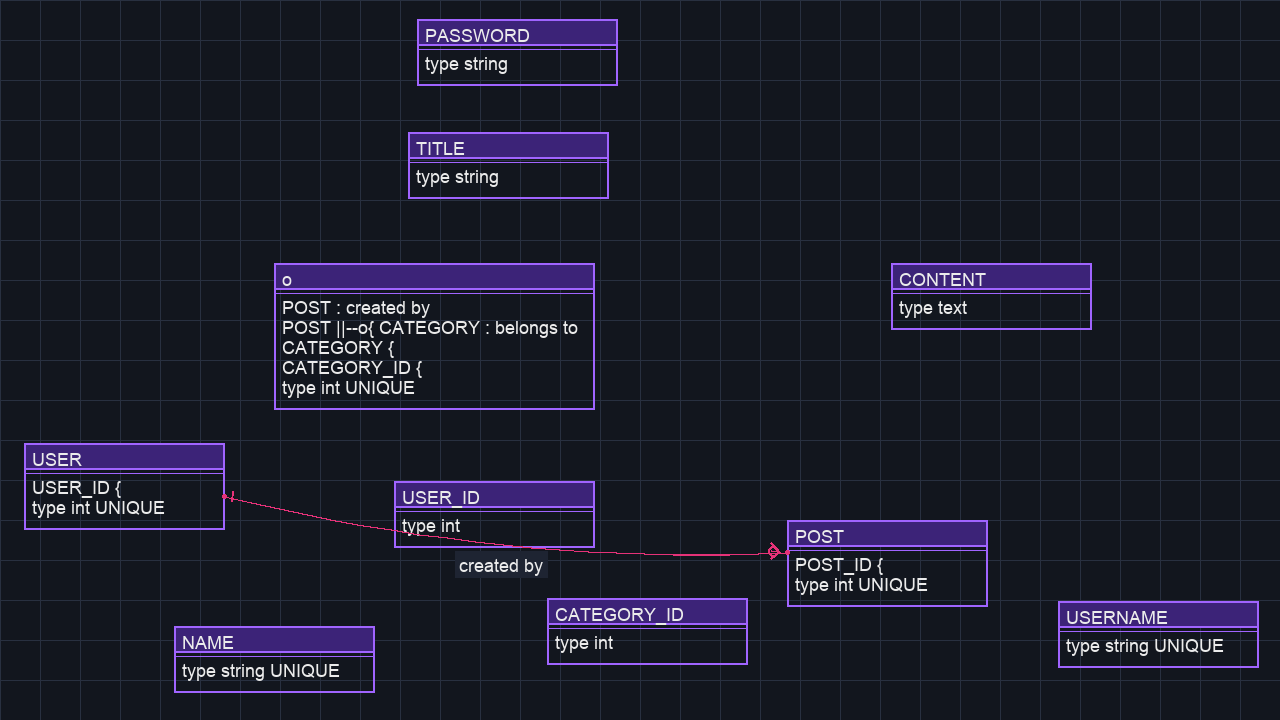 PASSWORD
type string
TITLE
type string
o
POST : created by
POST ||--o{ CATEGORY : belongs to
CATEGORY {
CATEGORY_ID {
type int UNIQUE
CONTENT
type text
USER
USER_ID {
type int UNIQUE
USER_ID
type int
created by
POST
POST_ID {
type int UNIQUE
CATEGORY_ID
type int
USERNAME
type string UNIQUE
NAME
type string UNIQUE